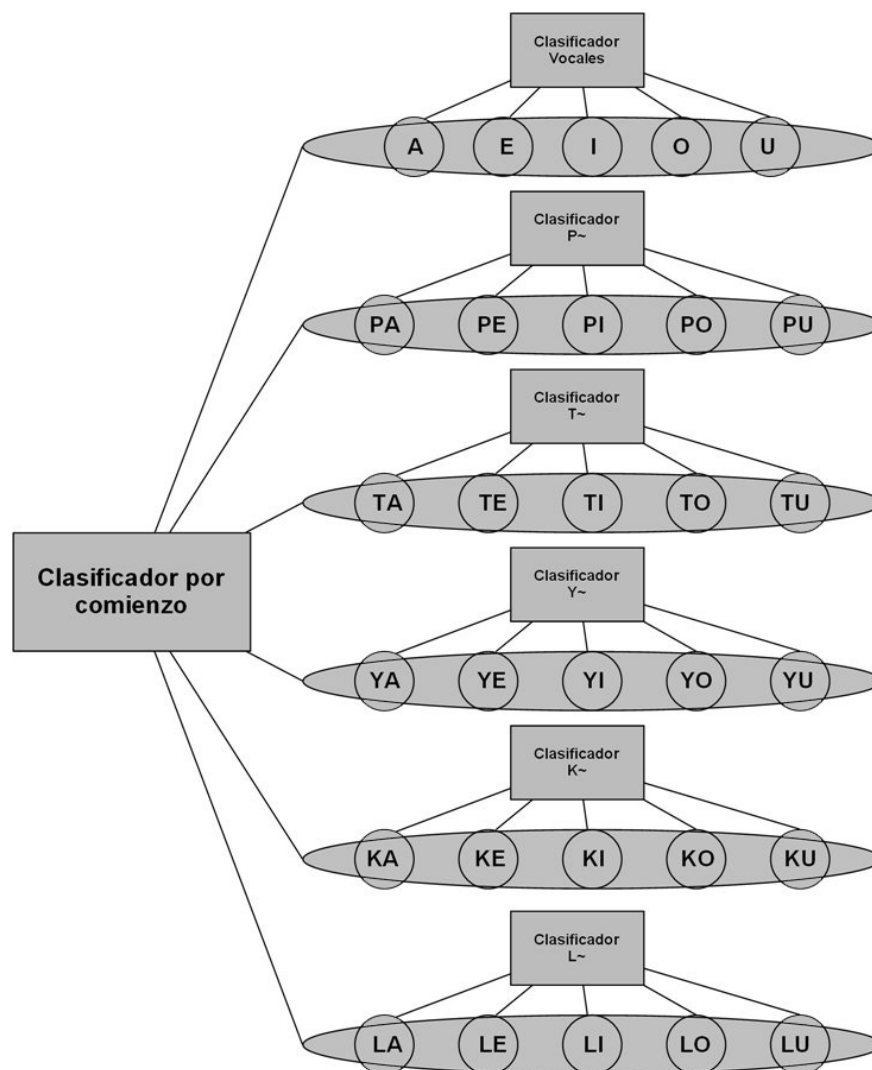 Clasificador
Vocales
A E I O U
Clasificador
P~
PA PE PI PO PU
Clasificador
T~
TA TE TI TO TU
Clasificador por
comienzo
Clasificador
Y~
YA YE YI YO YU
Clasificador
K~
KA KE KI KO KU
Clasificador
L~
LA LE LI LO LU